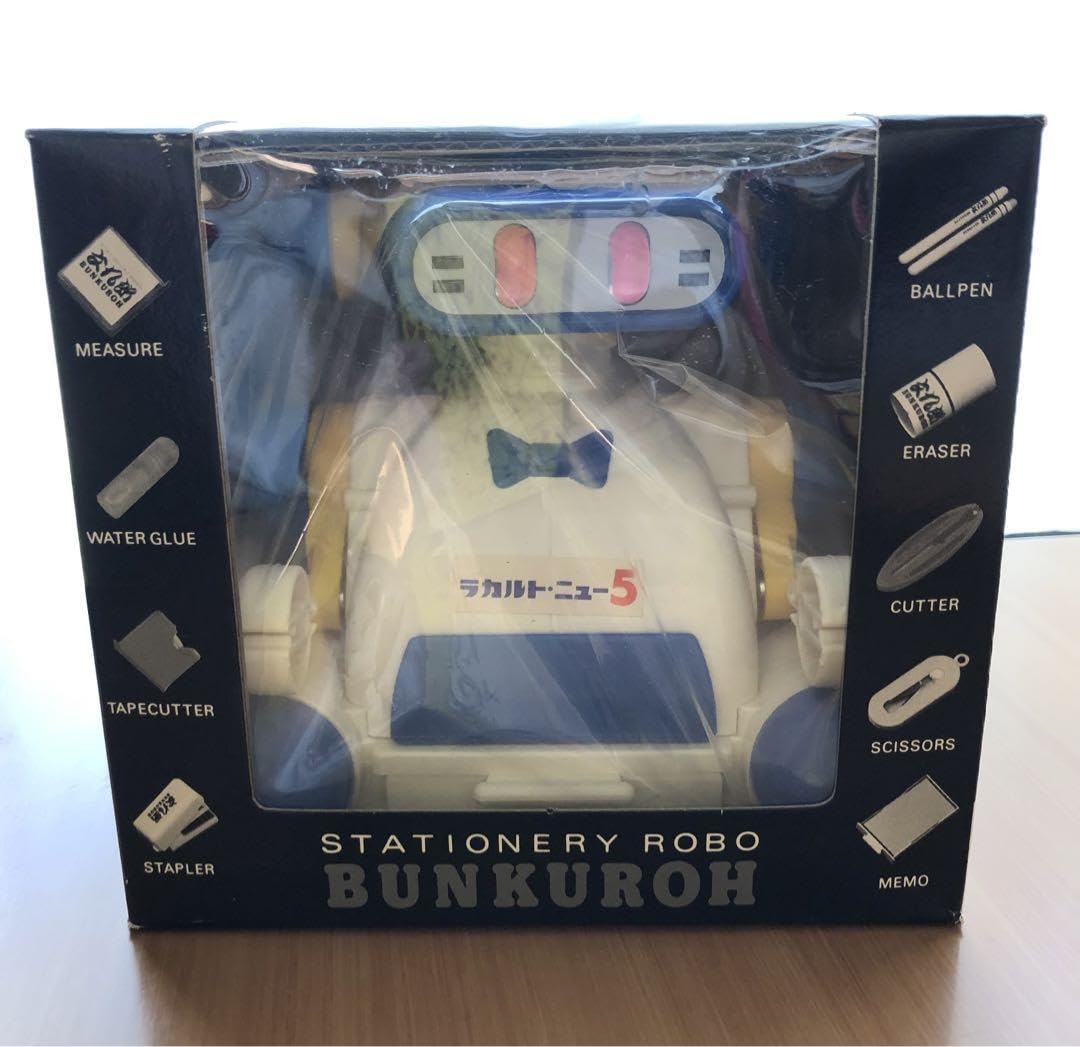 BUNKUROH
MEASURE
WATER GLUE
TAPECUTTER
STAPLER
BALLPEN
ERASER
CUTTER
SCISSORS
MEMO
ラカルト・ニュー5
STATIONERY ROBO
BUNKUROH